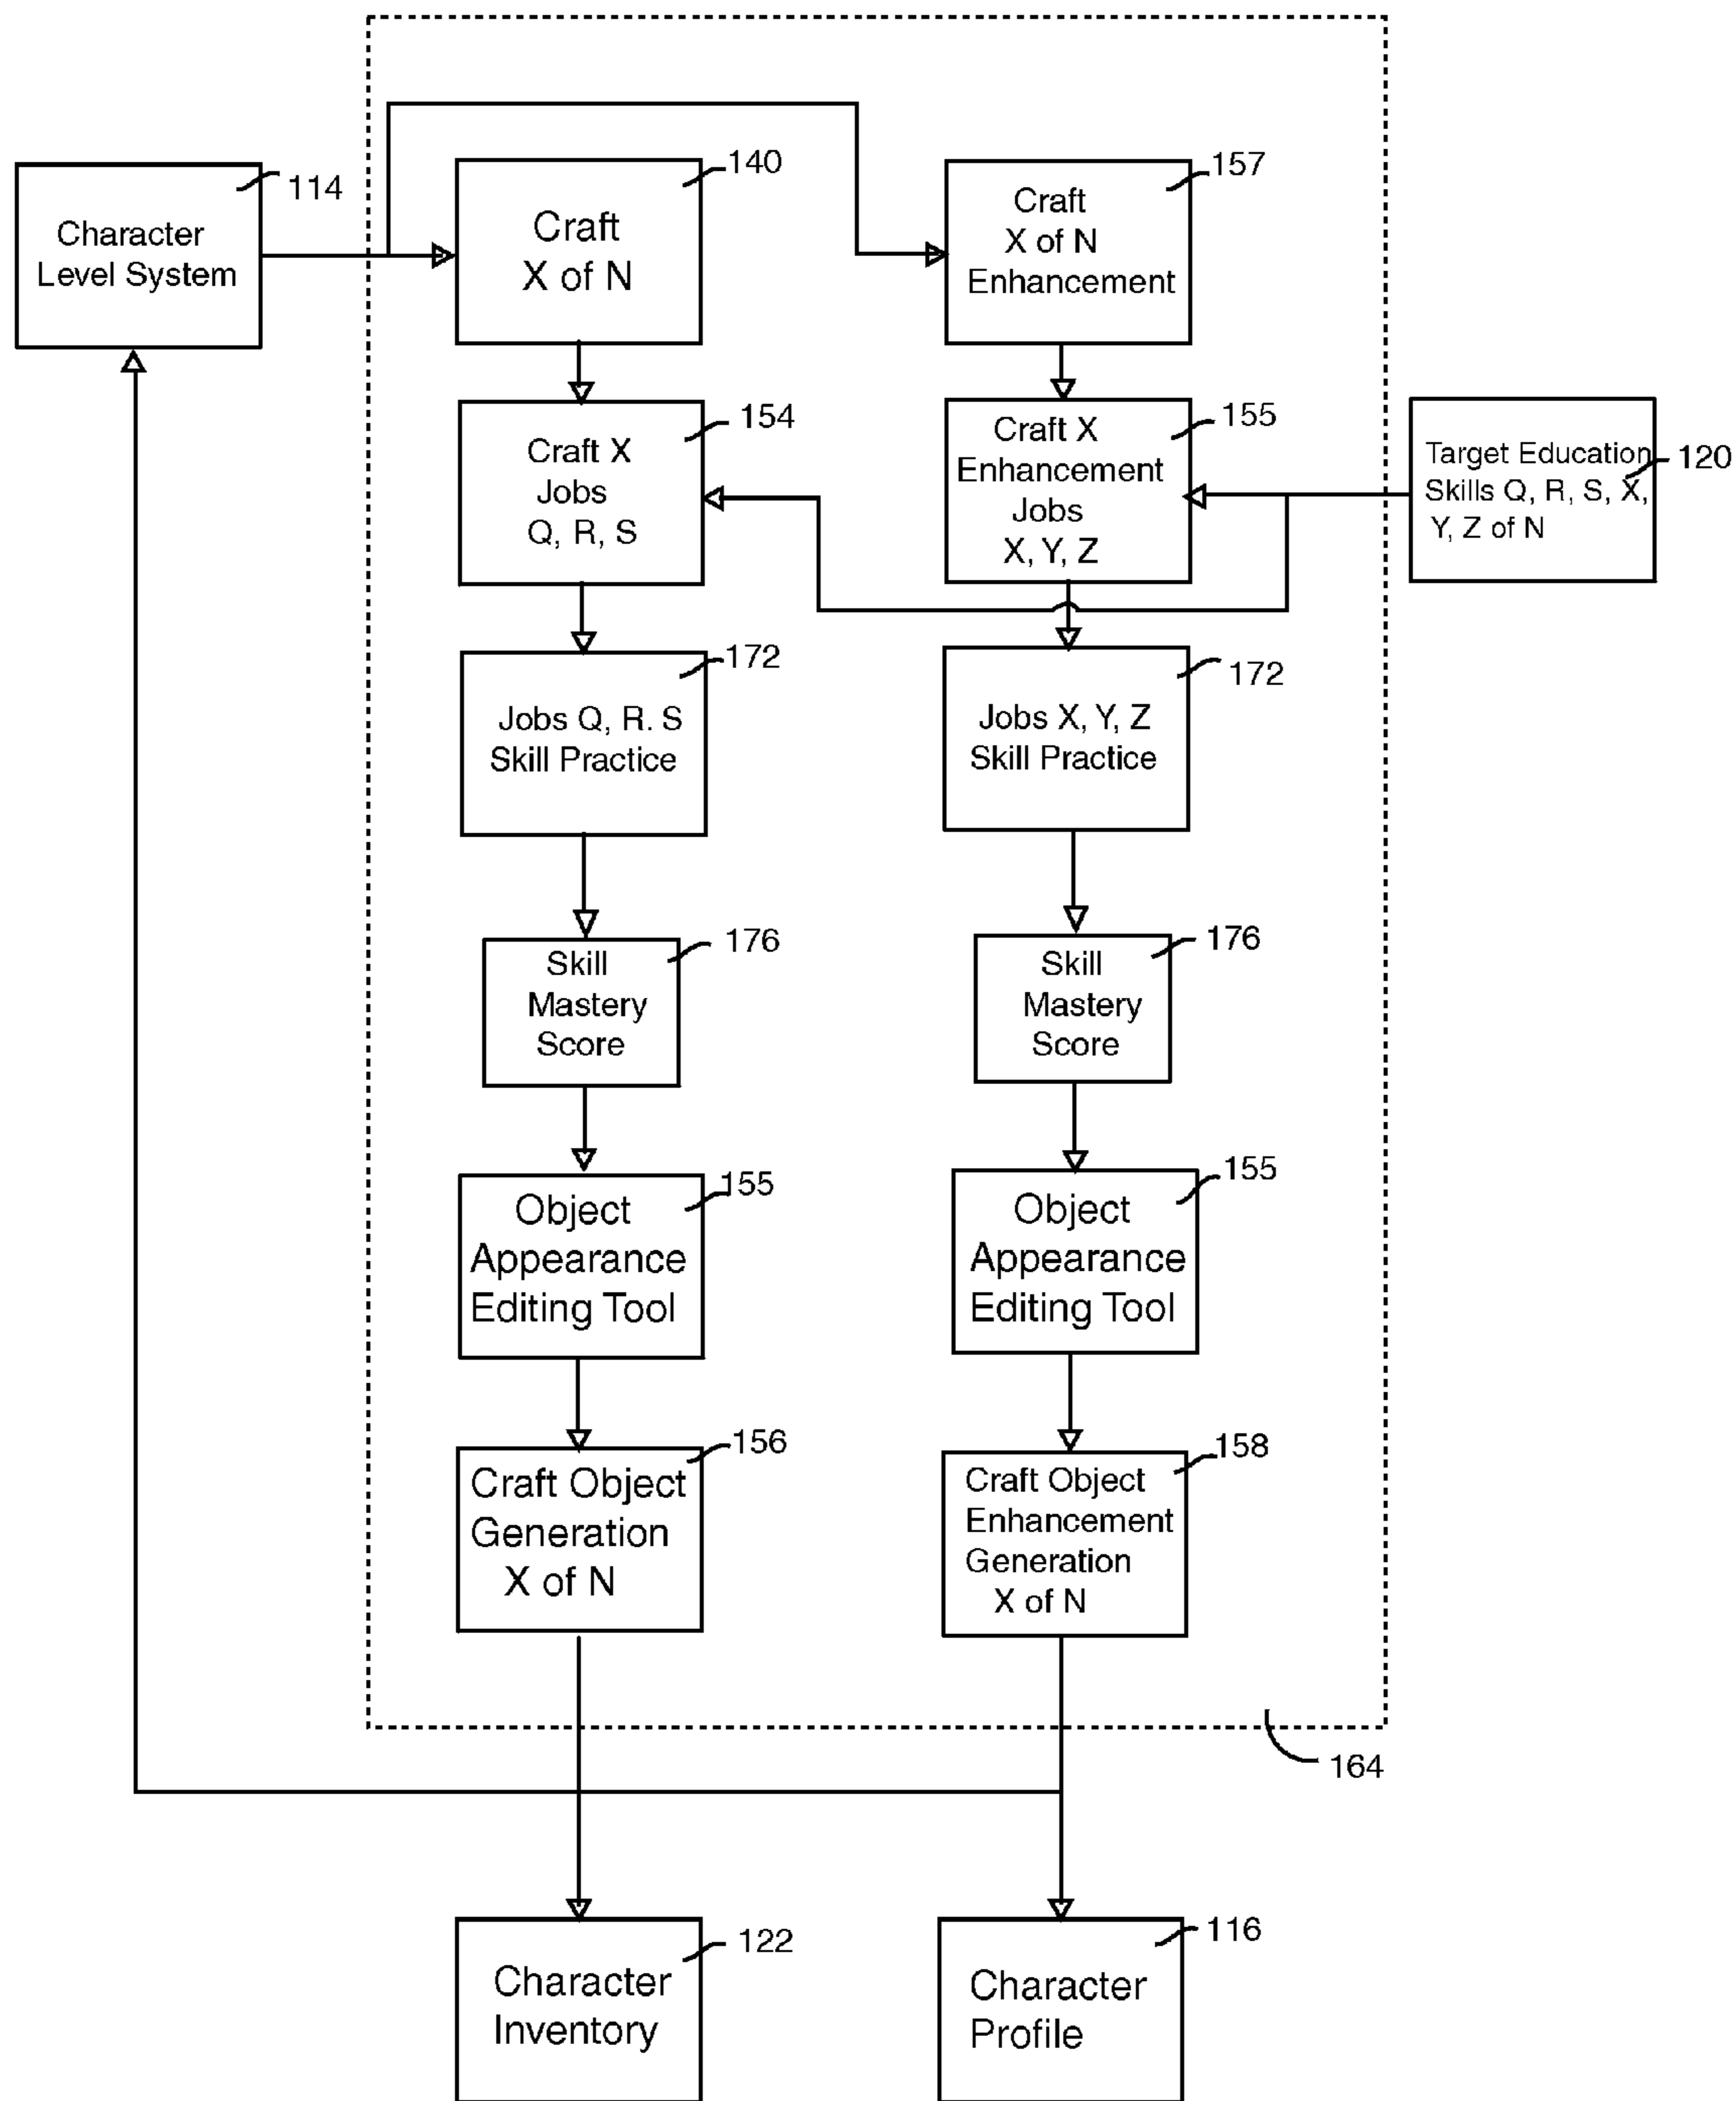 114
Character
Level System
140
Craft
X of N
157
Craft
X of N
Enhancement
154
Craft X
Jobs
Q, R, S
155
Craft X
Enhancement
Jobs
X, Y, Z
120
Target Education
Skills Q, R, S, X,
Y, Z of N
172
Jobs Q, R. S
Skill Practice
172
Jobs X, Y, Z
Skill Practice
176
Skill
Mastery
Score
176
Skill
Mastery
Score
155
Object
Appearance
Editing Tool
155
Object
Appearance
Editing Tool
156
Craft Object
Generation
X of N
158
Craft Object
Enhancement
Generation
X of N
164
122
Character
Inventory
116
Character
Profile